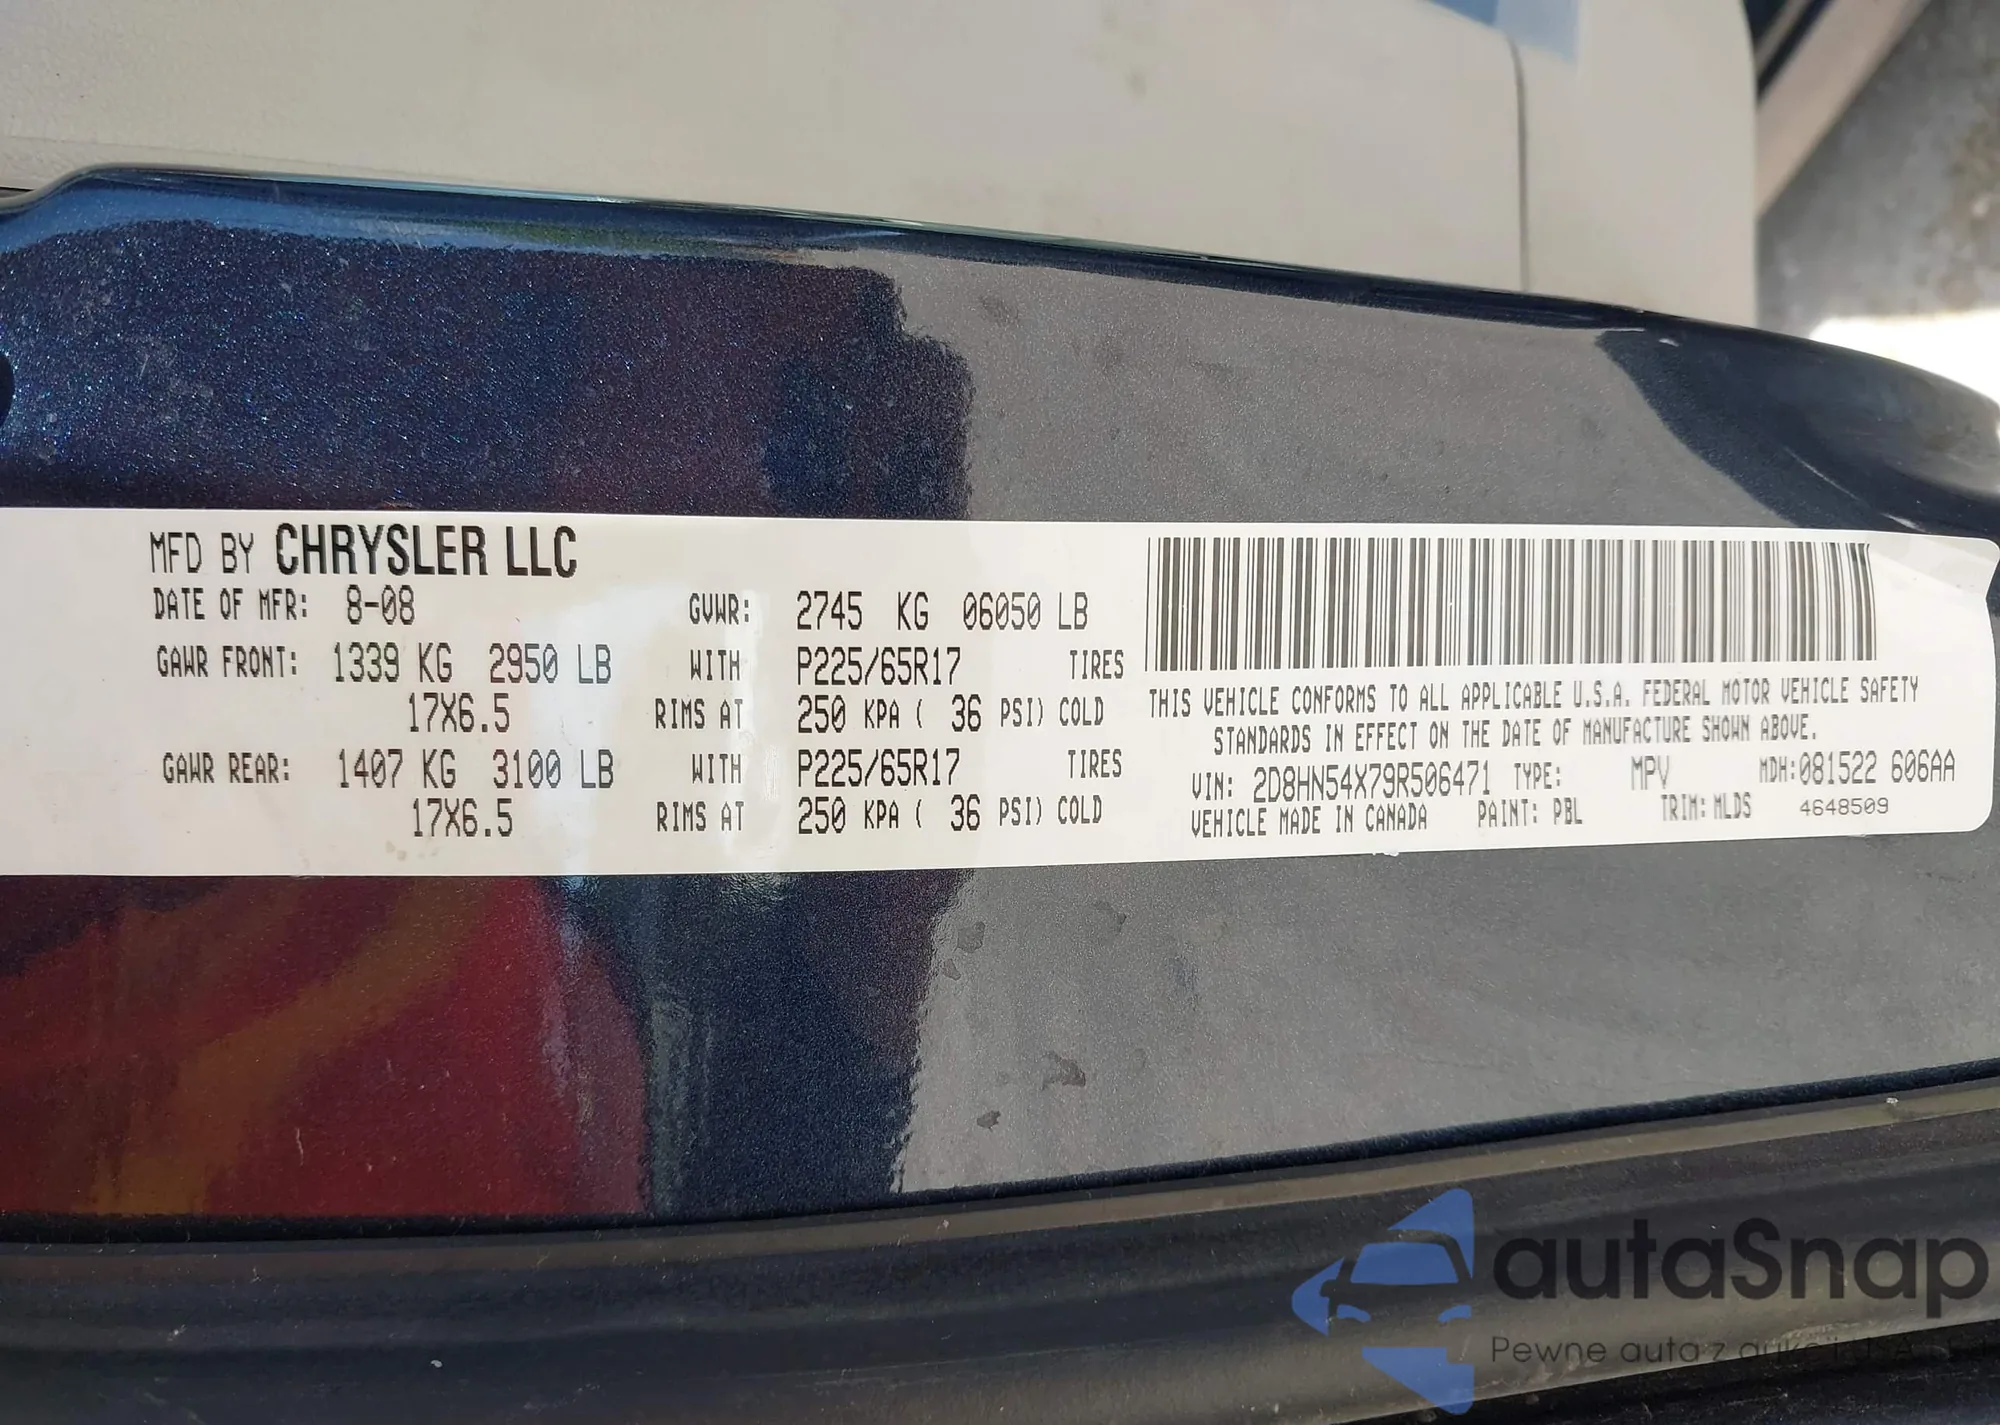 MFD BY CHRYSLER LLC
DATE OF MFR: 8-08 GVWR: 2745 KG 06050 LB
GAWR FRONT: 1339 KG 2950 LB WITH P225/65R17 TIRES
17X6.5 RIMS AT 250 KPA ( 36 PSI) COLD
GAWR REAR: 1407 KG 3100 LB WITH P225/65R17 TIRES
17X6.5 RIMS AT 250 KPA ( 36 PSI) COLD
THIS VEHICLE CONFORMS TO ALL APPLICABLE U.S.A. FEDERAL MOTOR VEHICLE SAFETY
STANDARDS IN EFFECT ON THE DATE OF MANUFACTURE SHOWN ABOVE.
VIN: 2D8HN54X79R506471 TYPE: MPV MDH:081522 606AA
VEHICLE MADE IN CANADA PAINT: PBL TRIM: MLDS 4648509
autaSnap
Pewne auta z